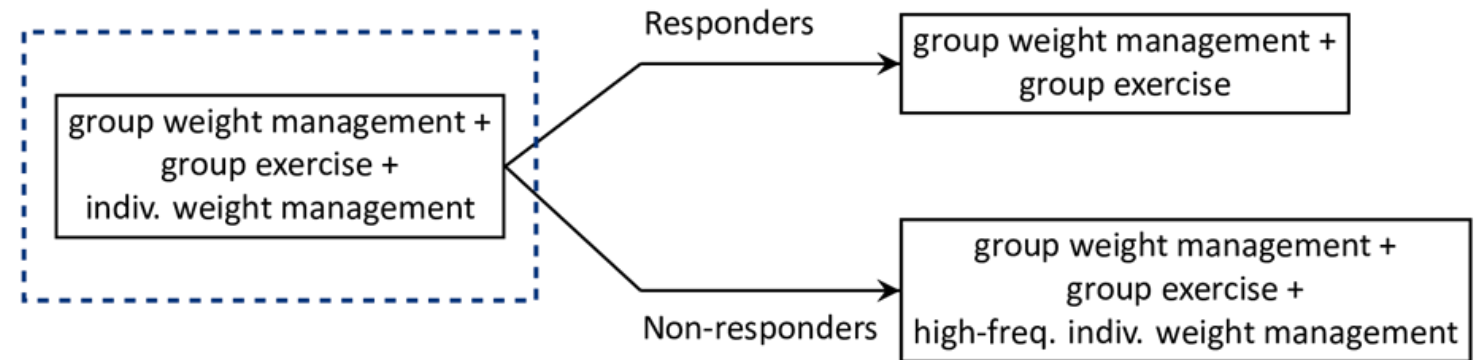 group weight management +
group exercise +
indiv. weight management
Responders
group weight management +
group exercise
Non-responders
group weight management +
group exercise +
high-freq. indiv. weight management